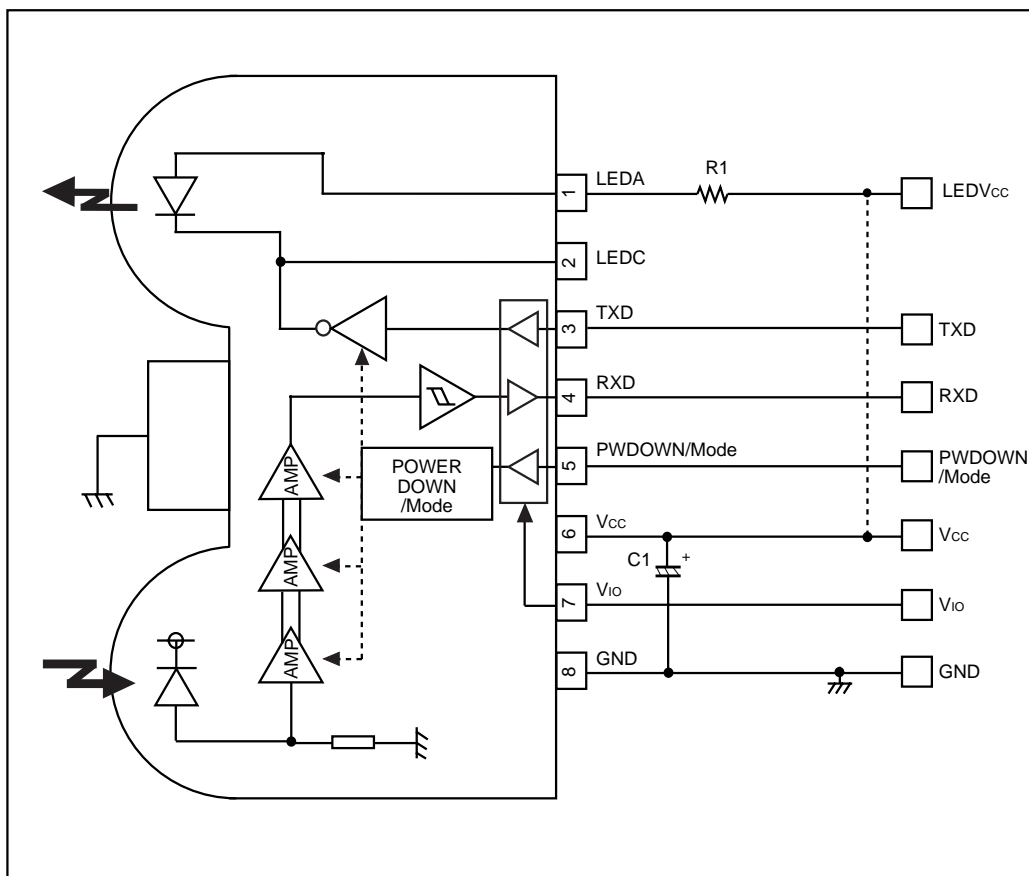 R1
1 LEDA LEDVCC
2 LEDC
3 TXD TXD
4 RXD RXD
5 PWDOWN/Mode PWDOWN
/Mode
POWER
DOWN
/Mode
AMP
AMP
AMP
6 VCC VCC
C1 +
7 VIO VIO
8 GND GND